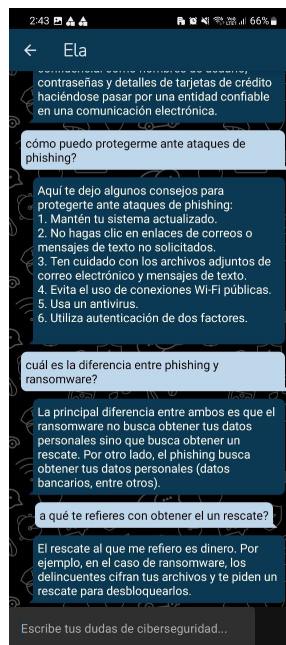 2:43
66%
Ela
confidencial como nombres de usuario,
contraseñas y detalles de tarjetas de crédito
haciéndose pasar por una entidad confiable
en una comunicación electrónica.
cómo puedo protegerme ante ataques de
phishing?
Aquí te dejo algunos consejos para
protegerte ante ataques de phishing:
1. Mantén tu sistema actualizado.
2. No hagas clic en enlaces de correos o
mensajes de texto no solicitados.
3. Ten cuidado con los archivos adjuntos de
correo electrónico y mensajes de texto.
4. Evita el uso de conexiones Wi-Fi públicas.
5. Usa un antivirus.
6. Utiliza autenticación de dos factores.
cuál es la diferencia entre phishing y
ransomware?
La principal diferencia entre ambos es que el
ransomware no busca obtener tus datos
personales sino que busca obtener un
rescate. Por otro lado, el phishing busca
obtener tus datos personales (datos
bancarios, entre otros).
a qué te refieres con obtener el un rescate?
El rescate al que me refiero es dinero. Por
ejemplo, en el caso de ransomware, los
delincuentes cifran tus archivos y te piden un
rescate para desbloquearlos.
Escribe tus dudas de ciberseguridad...